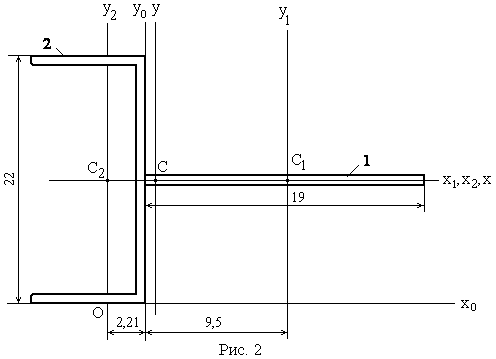 y₂ y₀ y y₁
2
22
C₂ C C₁ 1
x₁, x₂, x
19
O x₀
2,21 9,5
Рис. 2